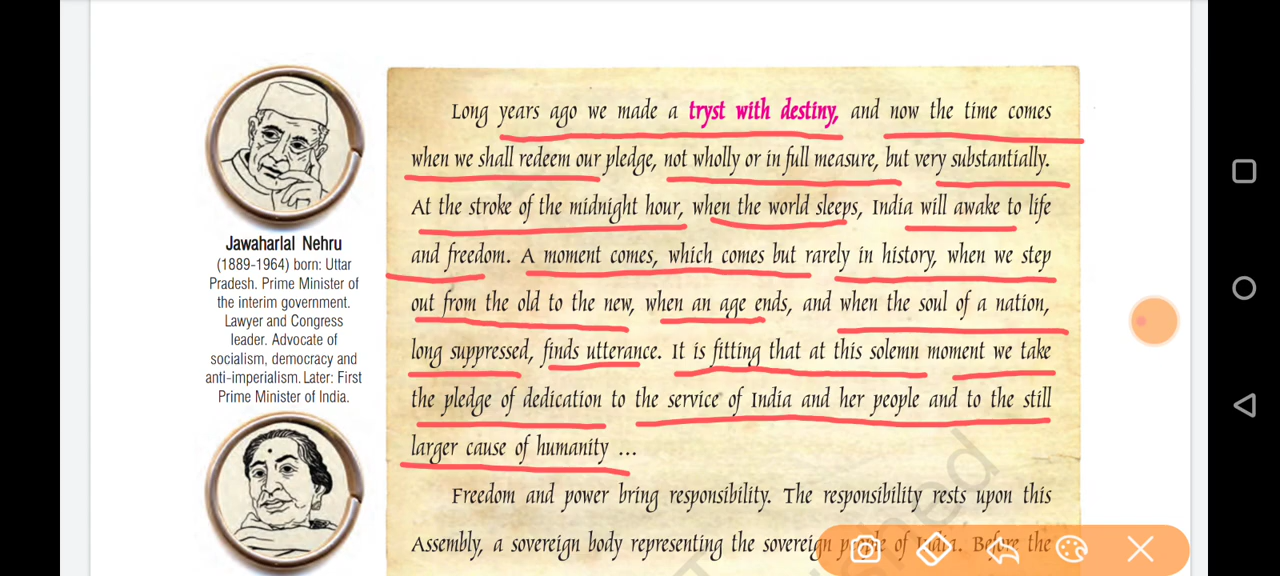 Jawaharlal Nehru
(1889-1964) born: Uttar
Pradesh. Prime Minister of
the interim government.
Lawyer and Congress
leader. Advocate of
socialism, democracy and
anti-imperialism. Later: First
Prime Minister of India.
Long years ago we made a tryst with destiny, and now the time comes
when we shall redeem our pledge, not wholly or in full measure, but very substantially.
At the stroke of the midnight hour, when the world sleeps, India will awake to life
and freedom. A moment comes, which comes but rarely in history, when we step
out from the old to the new, when an age ends, and when the soul of a nation,
long suppressed, finds utterance. It is fitting that at this solemn moment we take
the pledge of dedication to the service of India and her people and to the still
larger cause of humanity ...
Freedom and power bring responsibility. The responsibility rests upon this
Assembly, a sovereign body representing the sovereign people of India. Before the